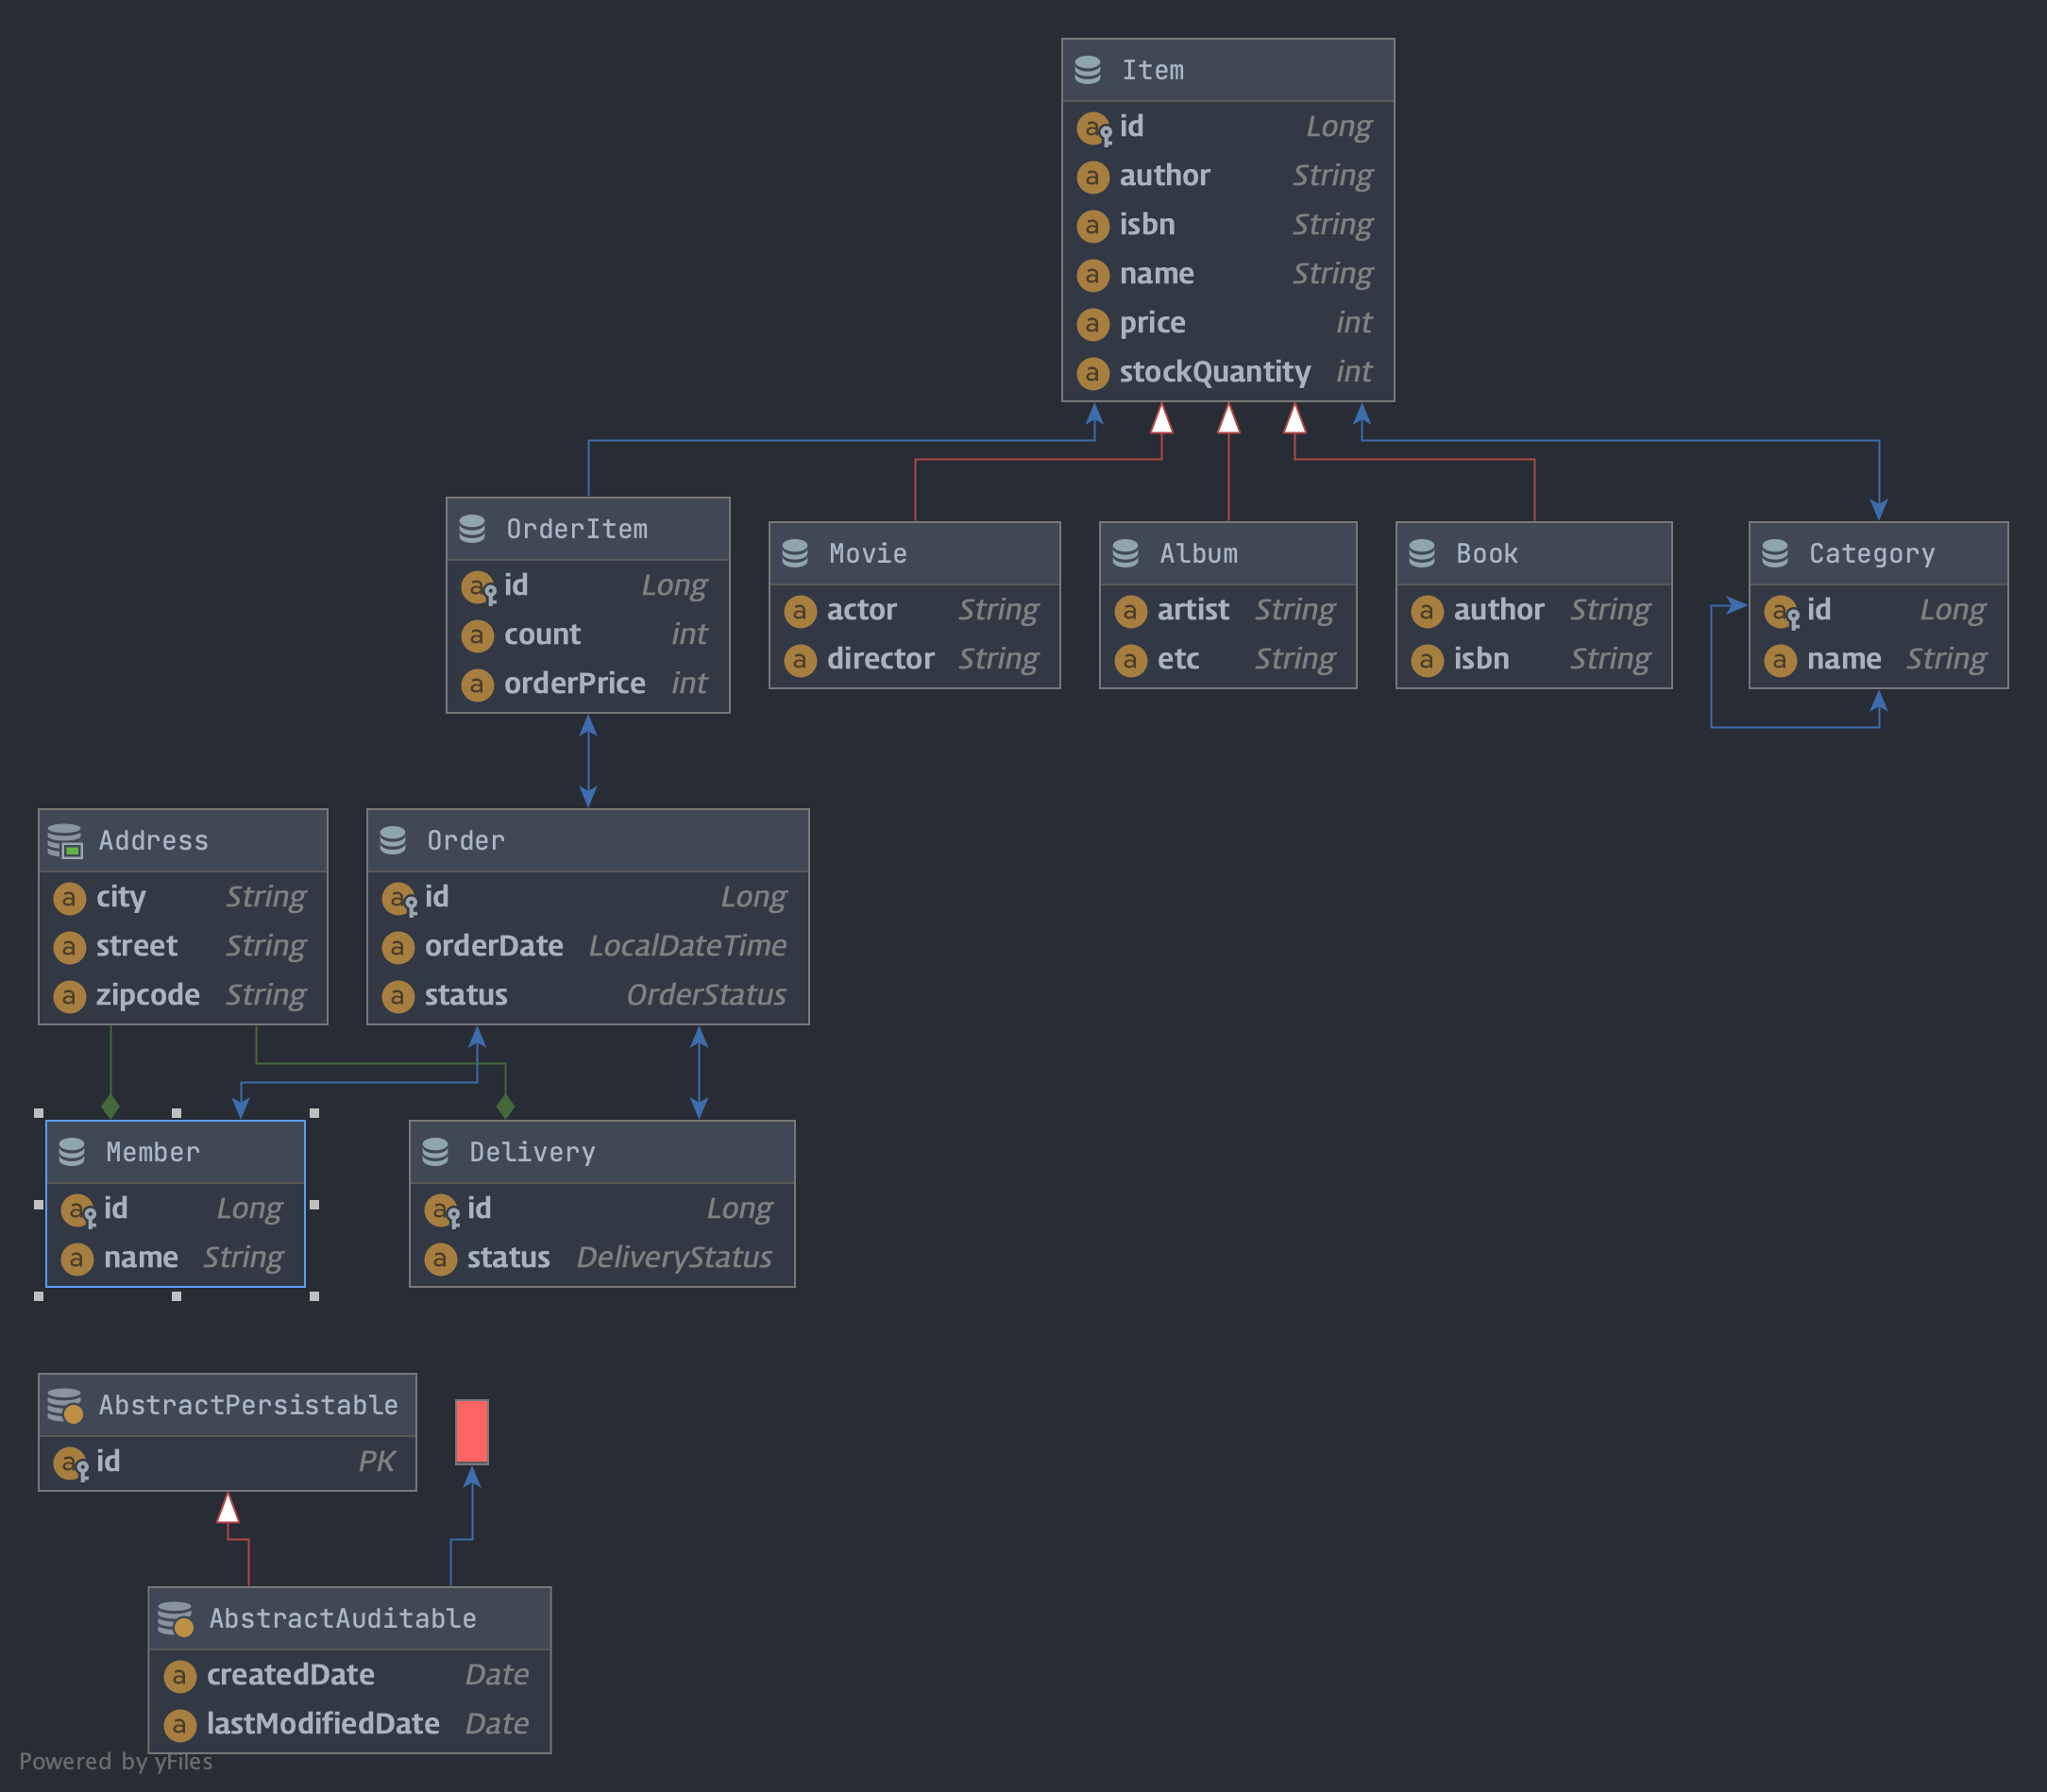 Item
id Long
author String
isbn String
name String
price int
stockQuantity int
OrderItem
id Long
count int
orderPrice int
Movie
actor String
director String
Album
artist String
etc String
Book
author String
isbn String
Category
id Long
name String
Address
city String
street String
zipcode String
Order
id Long
orderDate LocalDateTime
status OrderStatus
Member
id Long
name String
Delivery
id Long
status DeliveryStatus
AbstractPersistable
id PK
AbstractAuditable
createdDate Date
lastModifiedDate Date
Powered by yFiles